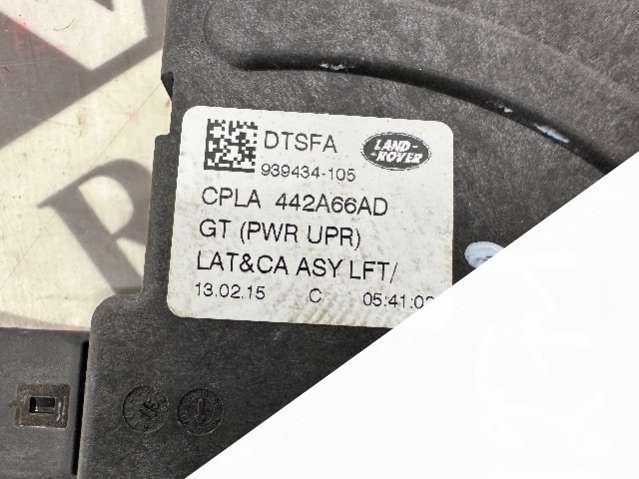 DTSFA LAND-ROVER
939434-105
CPLA 442A66AD
GT (PWR UPR)
LAT&CA ASY LFT/
13.02.15 C 05:41:02